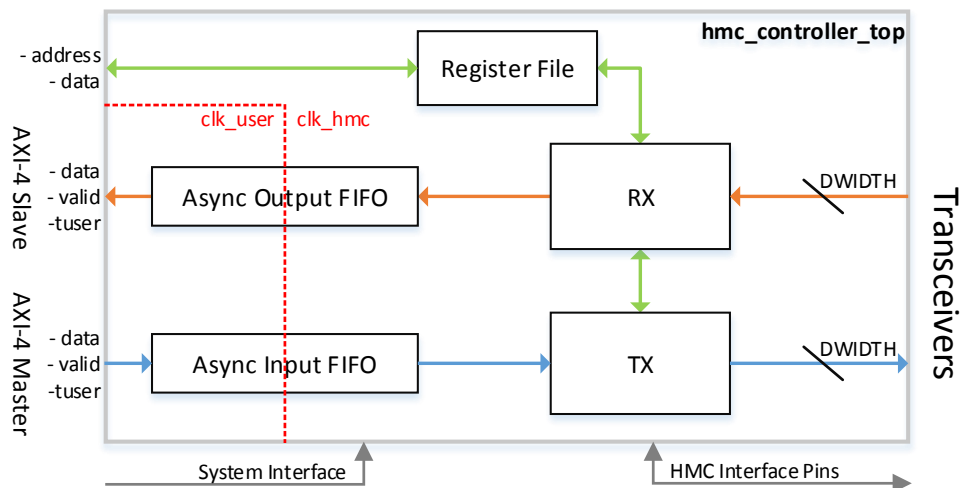 hmc_controller_top
- address
- data
Register File
clk_user
clk_hmc
AXI-4 Slave
- data
- valid
-tuser
Async Output FIFO
RX
DWIDTH
Transceivers
AXI-4 Master
- data
- valid
-tuser
Async Input FIFO
TX
DWIDTH
System Interface
HMC Interface Pins